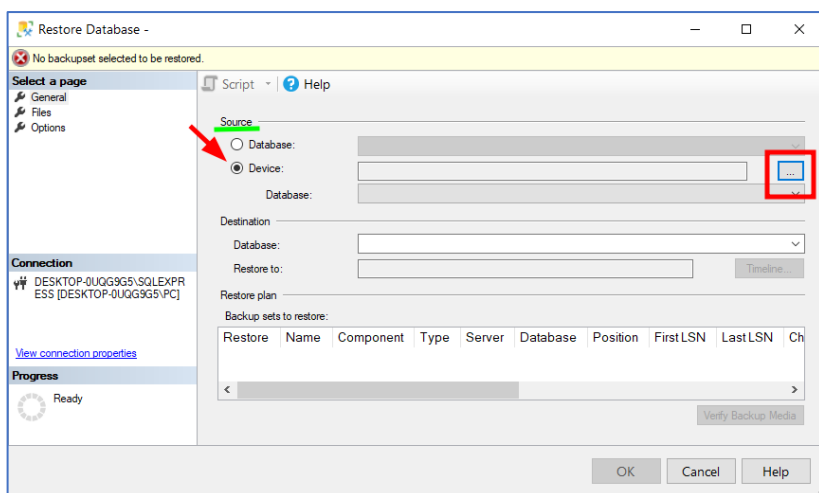 Restore Database -
No backupset selected to be restored.
Select a page
General
Files
Options
Script Help
Source
Database:
Device:
...
Database:
Destination
Database:
Restore to:
Timeline...
Restore plan
Backup sets to restore:
Restore Name Component Type Server Database Position First LSN Last LSN Ch
Verify Backup Media
Connection
DESKTOP-0UQG9G5\SQLEXPR
ESS [DESKTOP-0UQG9G5\PC]
View connection properties
Progress
Ready
OK Cancel Help